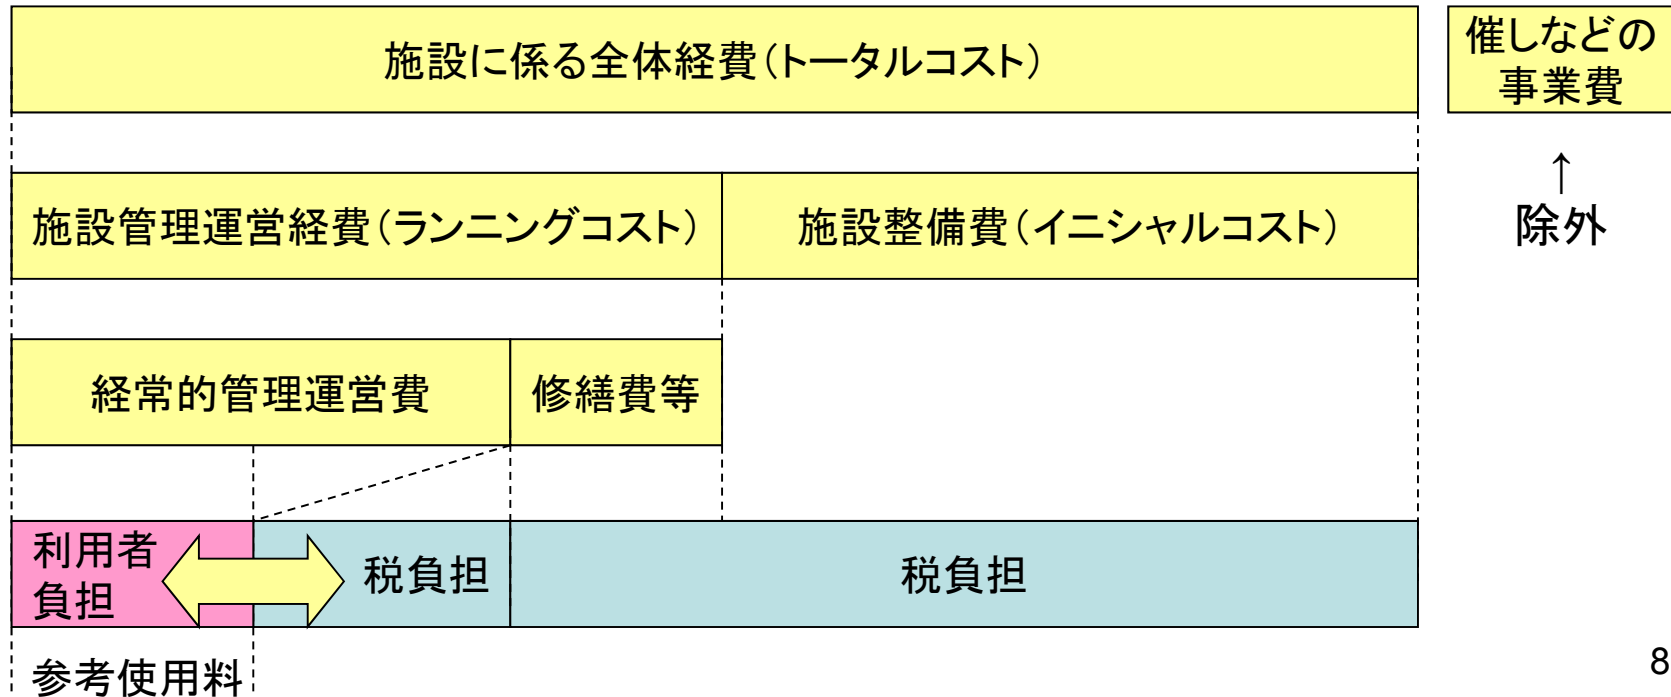 施設に係る全体経費（トータルコスト）
催しなどの
事業費
↑
除外
施設管理運営経費（ランニングコスト）
施設整備費（イニシャルコスト）
経常的管理運営費
修繕費等
利用者
負担
税負担
税負担
参考使用料
8